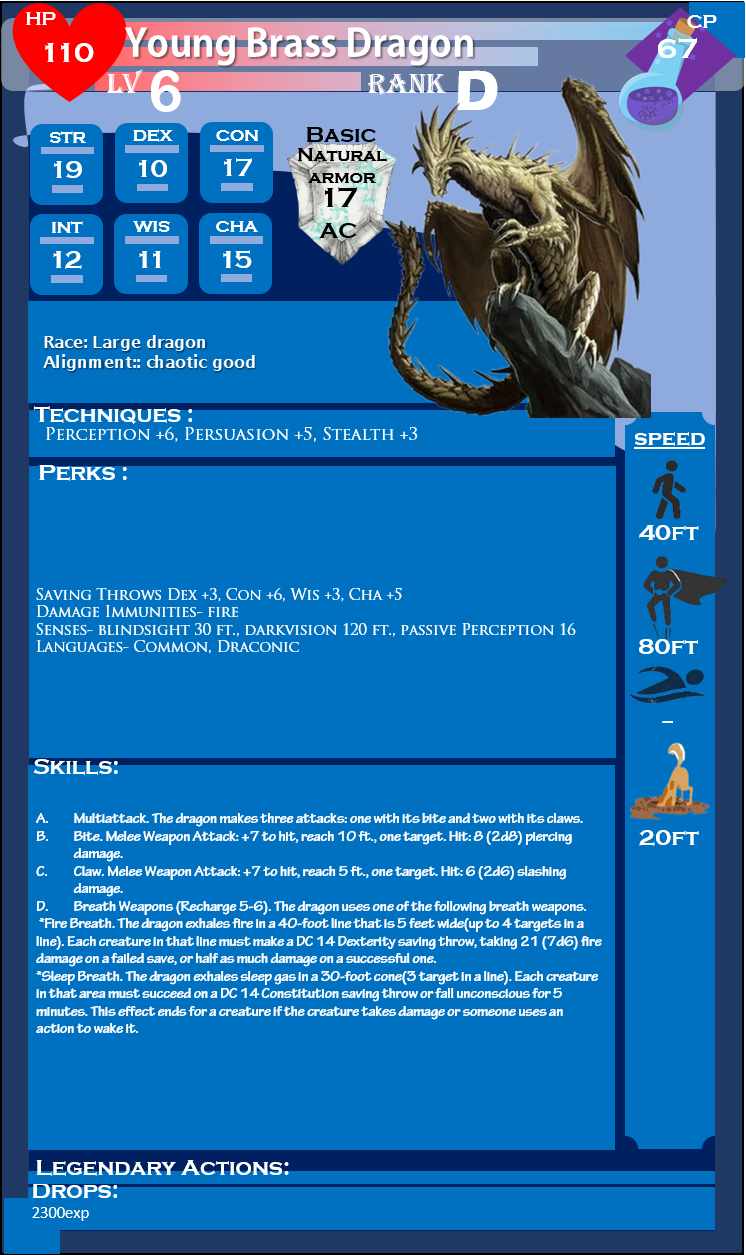 HP
110
Young Brass Dragon
CP
67
LV 6
RANK D
STR
19
DEX
10
CON
17
INT
12
WIS
11
CHA
15
Basic
Natural
armor
17
AC
Race: Large dragon
Alignment:: chaotic good
Techniques :
Perception +6, Persuasion +5, Stealth +3
Perks :
Saving Throws Dex +3, Con +6, Wis +3, Cha +5
Damage Immunities- fire
Senses- blindsight 30 ft., darkvision 120 ft., passive Perception 16
Languages- Common, Draconic
SPEED
40FT
80FT
–
20FT
Skills:
A. Multiattack. The dragon makes three attacks: one with its bite and two with its claws.
B. Bite. Melee Weapon Attack: +7 to hit, reach 10 ft., one target. Hit: 8 (2d8) piercing
damage.
C. Claw. Melee Weapon Attack: +7 to hit, reach 5 ft., one target. Hit: 6 (2d6) slashing
damage.
D. Breath Weapons (Recharge 5-6). The dragon uses one of the following breath weapons.
*Fire Breath. The dragon exhales fire in a 40-foot line that is 5 feet wide(up to 4 targets in a
line). Each creature in that line must make a DC 14 Dexterity saving throw, taking 21 (7d6) fire
damage on a failed save, or half as much damage on a successful one.
*Sleep Breath. The dragon exhales sleep gas in a 30-foot cone(3 target in a line). Each creature
in that area must succeed on a DC 14 Constitution saving throw or fall unconscious for 5
minutes. This effect ends for a creature if the creature takes damage or someone uses an
action to wake it.
Legendary Actions:
Drops:
2300exp